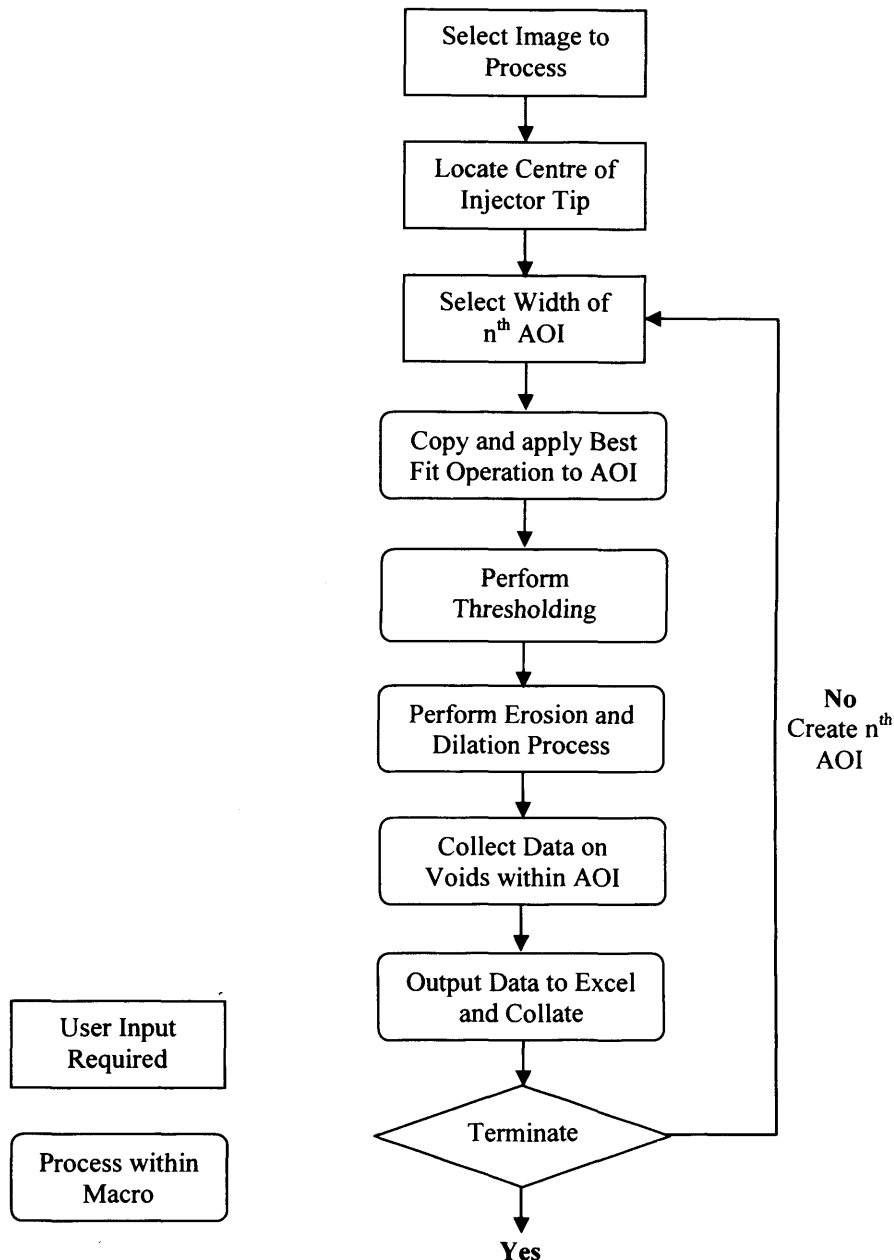 Select Image to
Process
Locate Centre of
Injector Tip
Select Width of
nth AOI
Copy and apply Best
Fit Operation to AOI
Perform
Thresholding
Perform Erosion and
Dilation Process
Collect Data on
Voids within AOI
Output Data to Excel
and Collate
Terminate
Yes
No
Create nth
AOI
User Input
Required
Process within
Macro